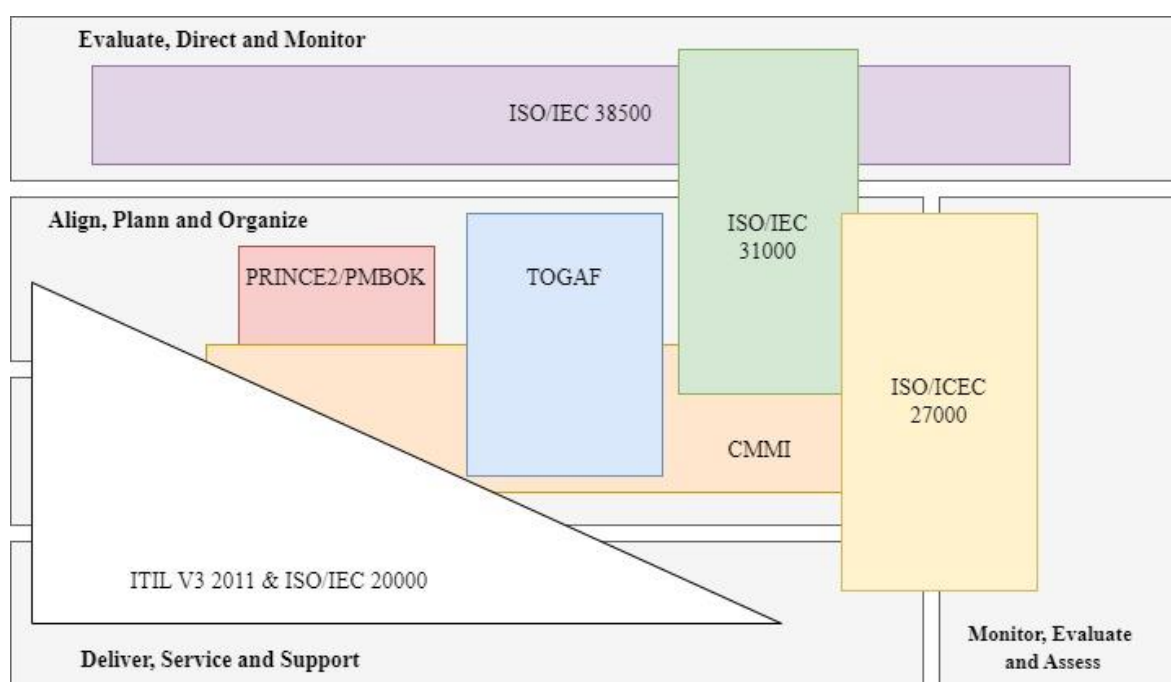 Evaluate, Direct and Monitor
ISO/IEC 38500
Align, Plann and Organize
ISO/IEC
31000
PRINCE2/PMBOK
TOGAF
ISO/ICEC
27000
CMMI
ITIL V3 2011 & ISO/IEC 20000
Deliver, Service and Support
Monitor, Evaluate
and Assess